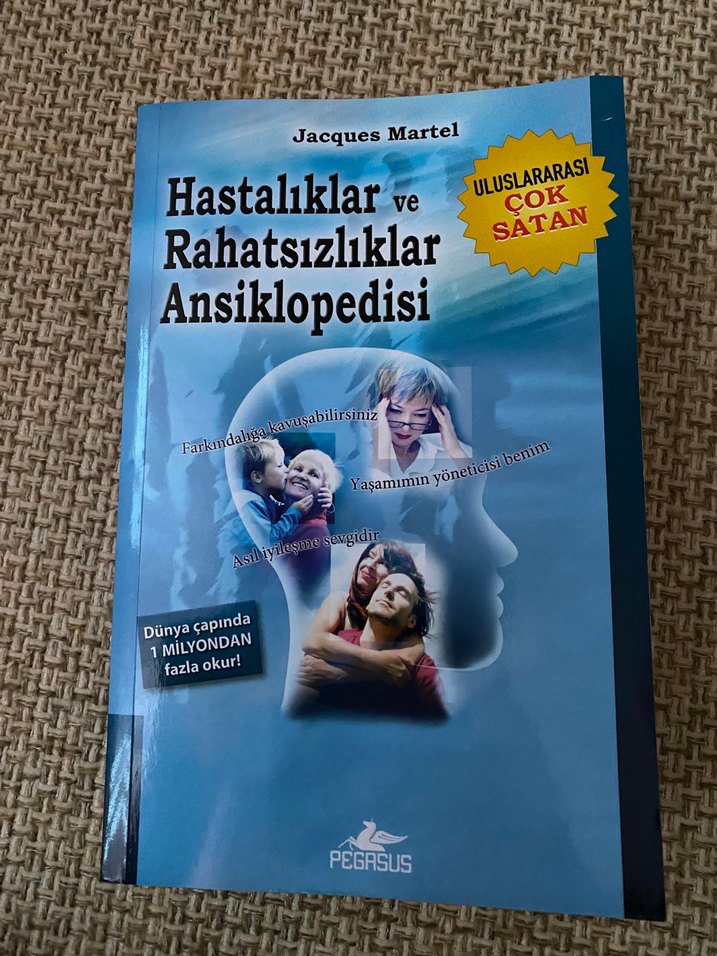 Jacques Martel
Hastalıklar ve
Rahatsızlıklar
Ansiklopedisi
ULUSLARARASI
ÇOK
SATAN
Farkındalığa kavuşabilirsiniz
Yaşamımın yöneticisi benim
Asıl iyileşme sevgidir
Dünya çapında
1 MİLYONDAN
fazla okur!
PEGASUS